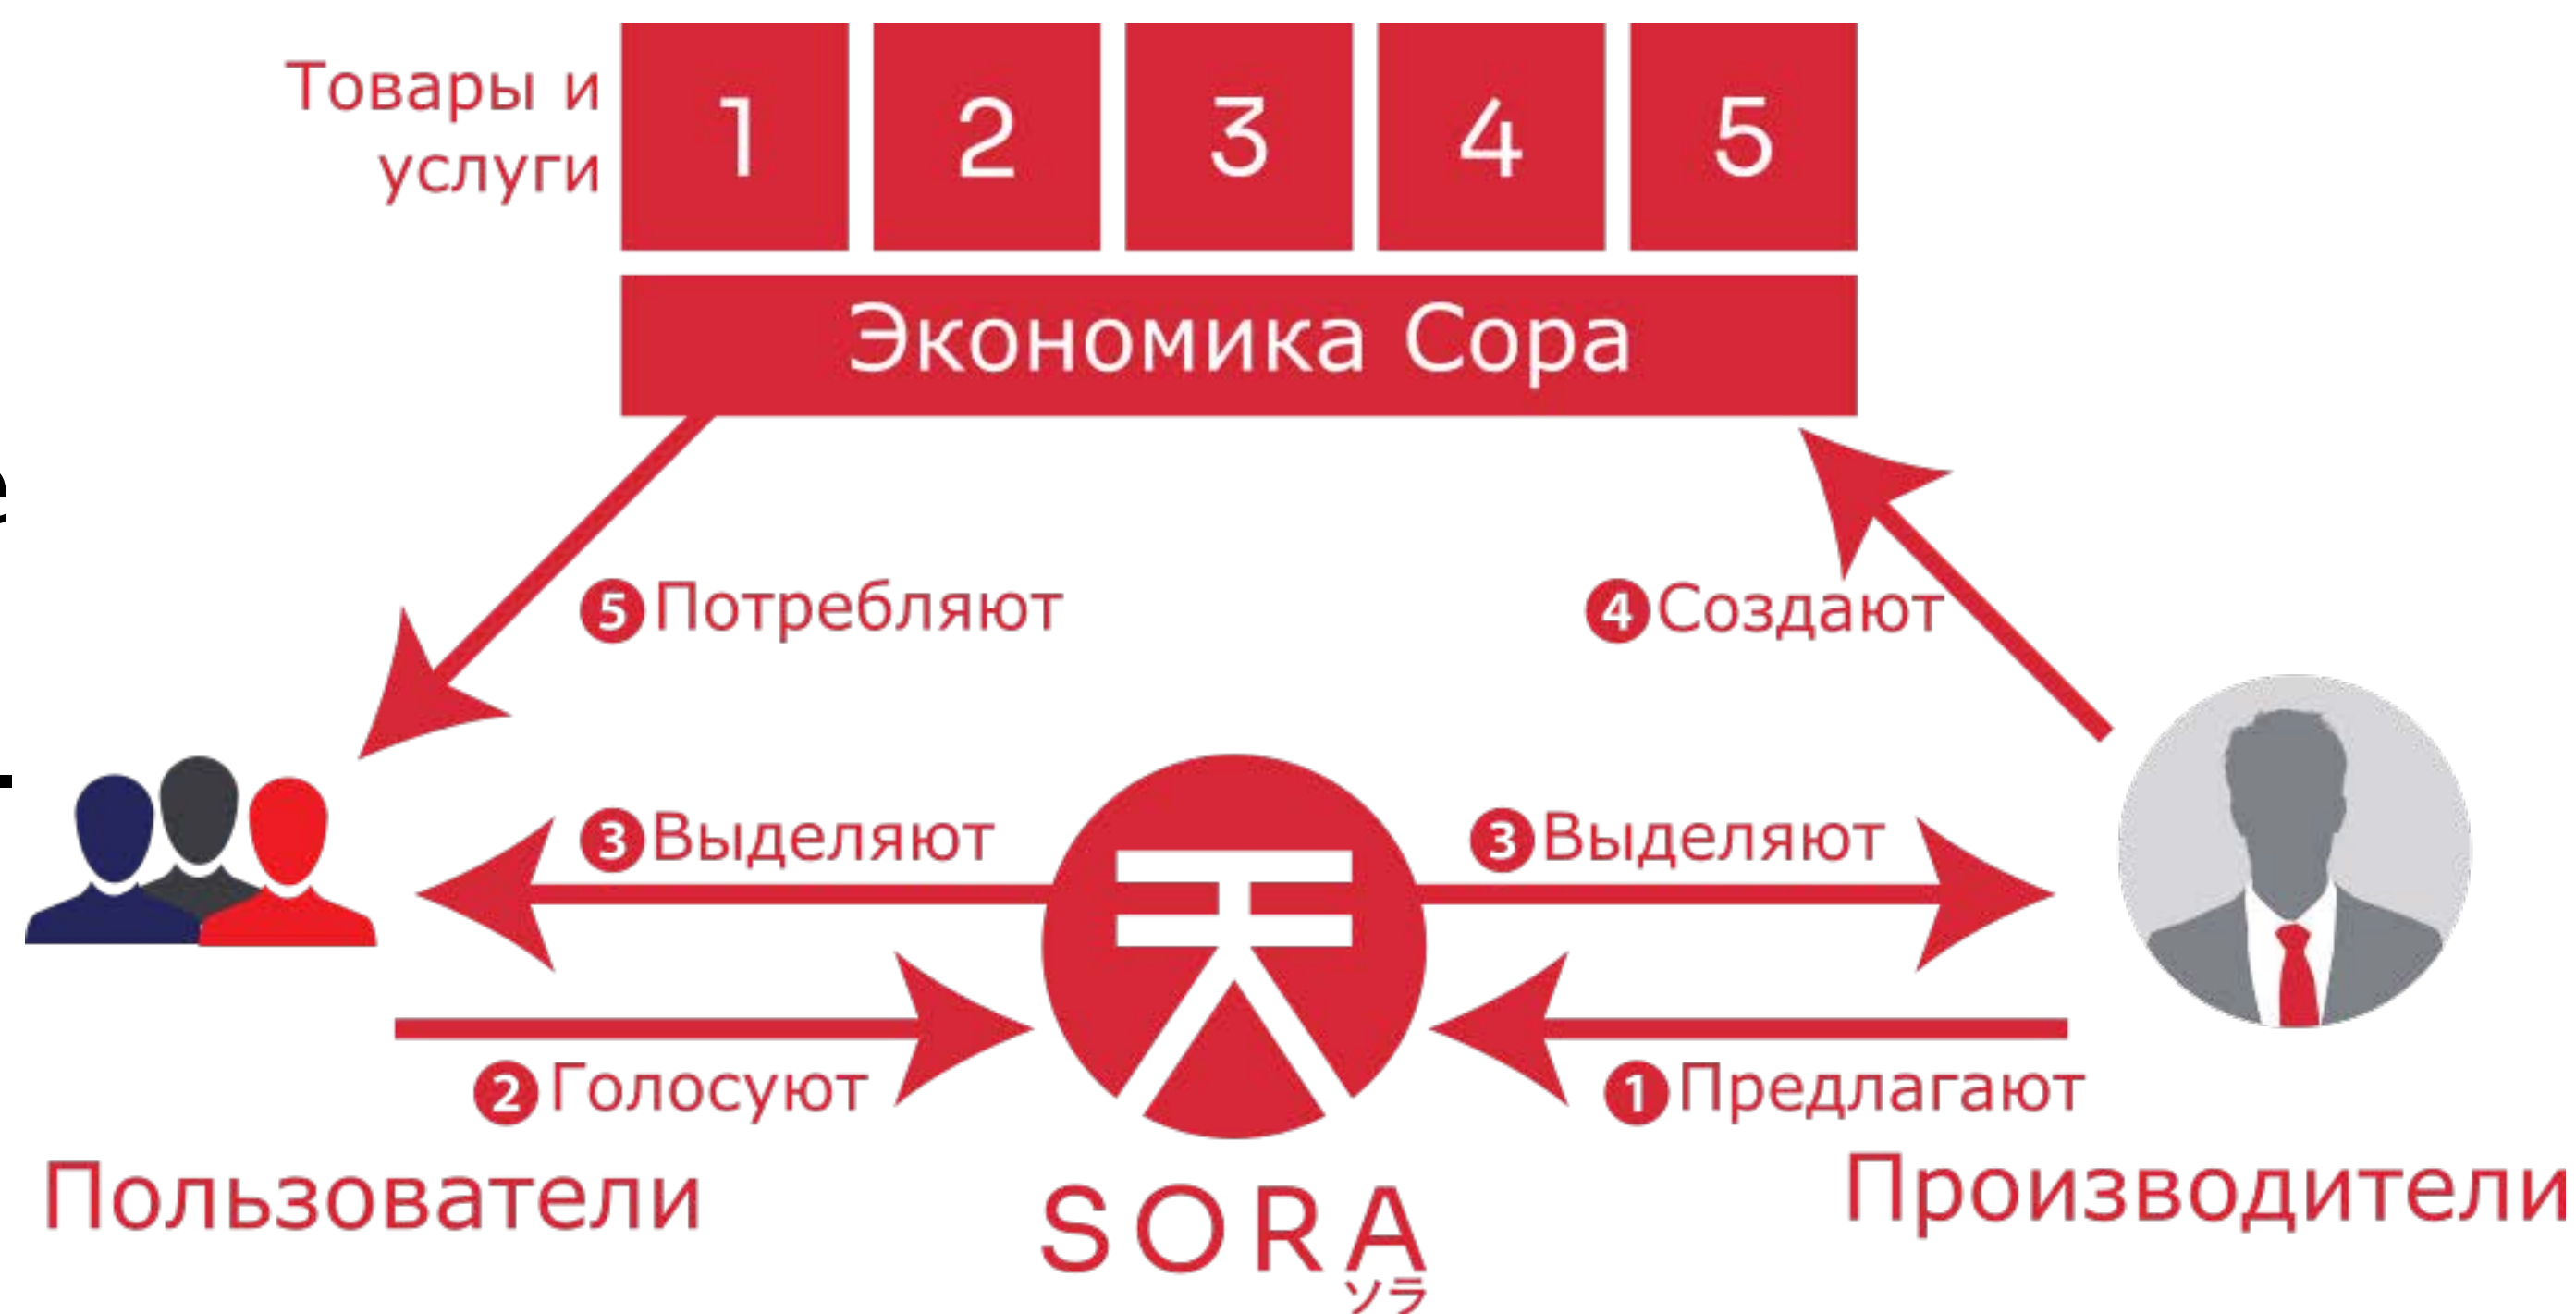 Товары и
услуги
1 2 3 4 5
Экономика Сора
е
5 Потребляют
4 Создают
3 Выделяют
3 Выделяют
2 Голосуют
1 Предлагают
Пользователи
Производители
SORA
ソラ